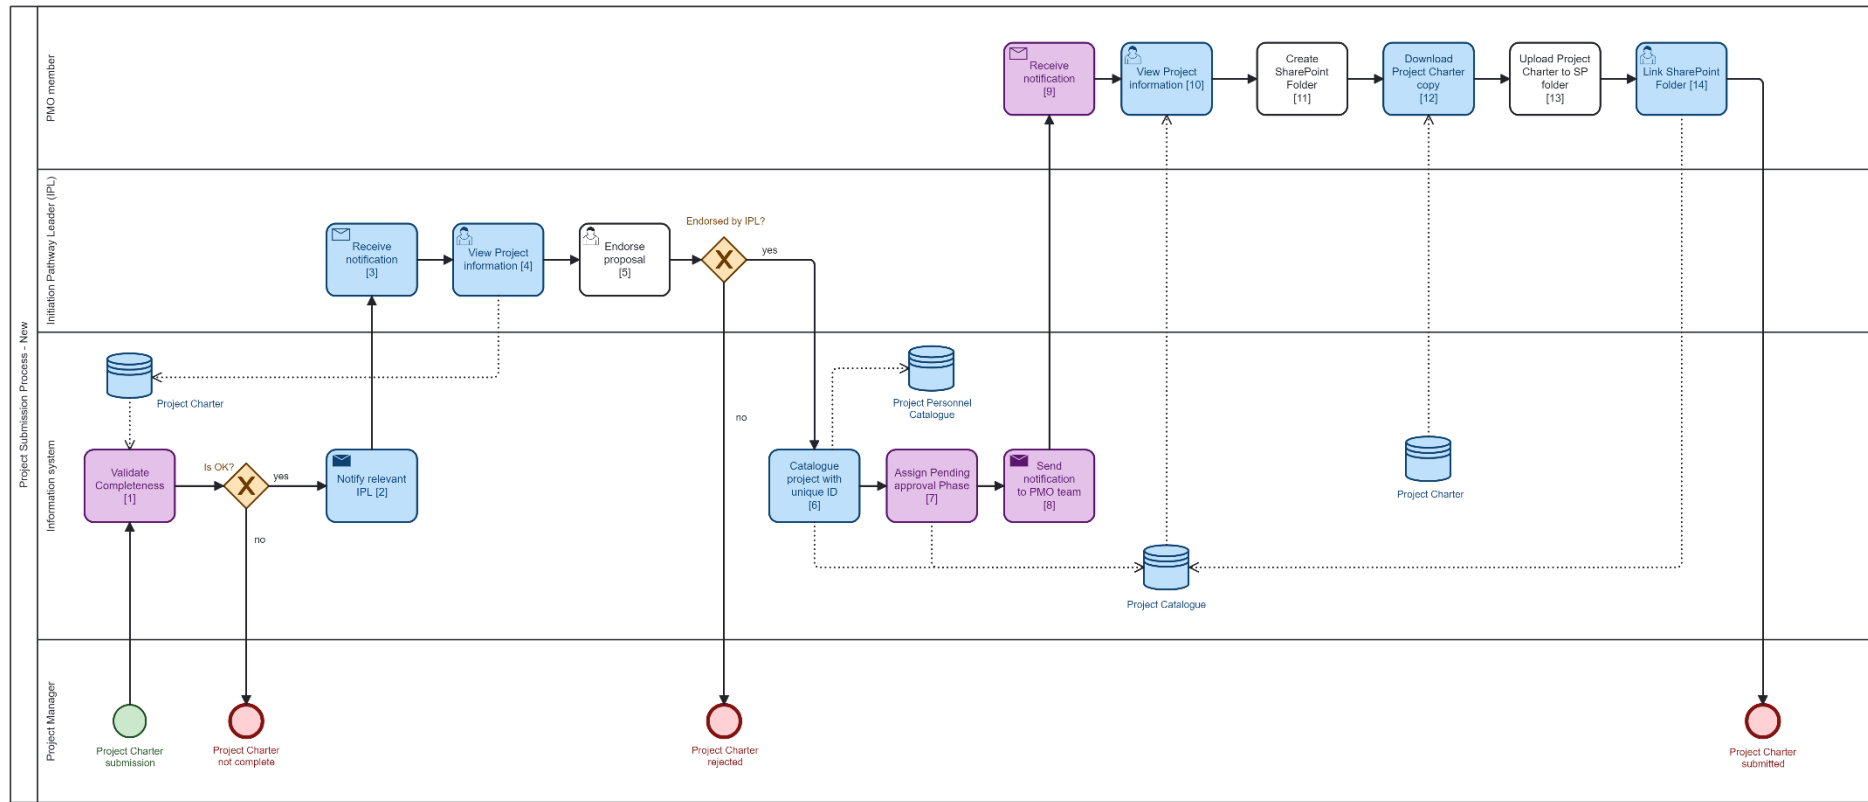 Project Submission Process - New
PMO member
Receive
notification
[9]
View Project
information [10]
Create
SharePoint
Folder
[11]
Download
Project Charter
copy
[12]
Upload Project
Charter to SP
folder
[13]
Link SharePoint
Folder [14]
Initiation Pathway Leader (IPL)
Receive
notification
[3]
View Project
information [4]
Endorse
proposal
[5]
Endorsed by IPL?
yes
no
Information system
Project Charter
Validate
Completeness
[1]
Is OK?
yes
no
Notify relevant
IPL [2]
Project Personnel
Catalogue
Catalogue
project with
unique ID
[6]
Assign Pending
approval Phase
[7]
Send
notification
to PMO team
[8]
Project Charter
Project Catalogue
Project Manager
Project Charter
submission
Project Charter
not complete
Project Charter
rejected
Project Charter
submitted